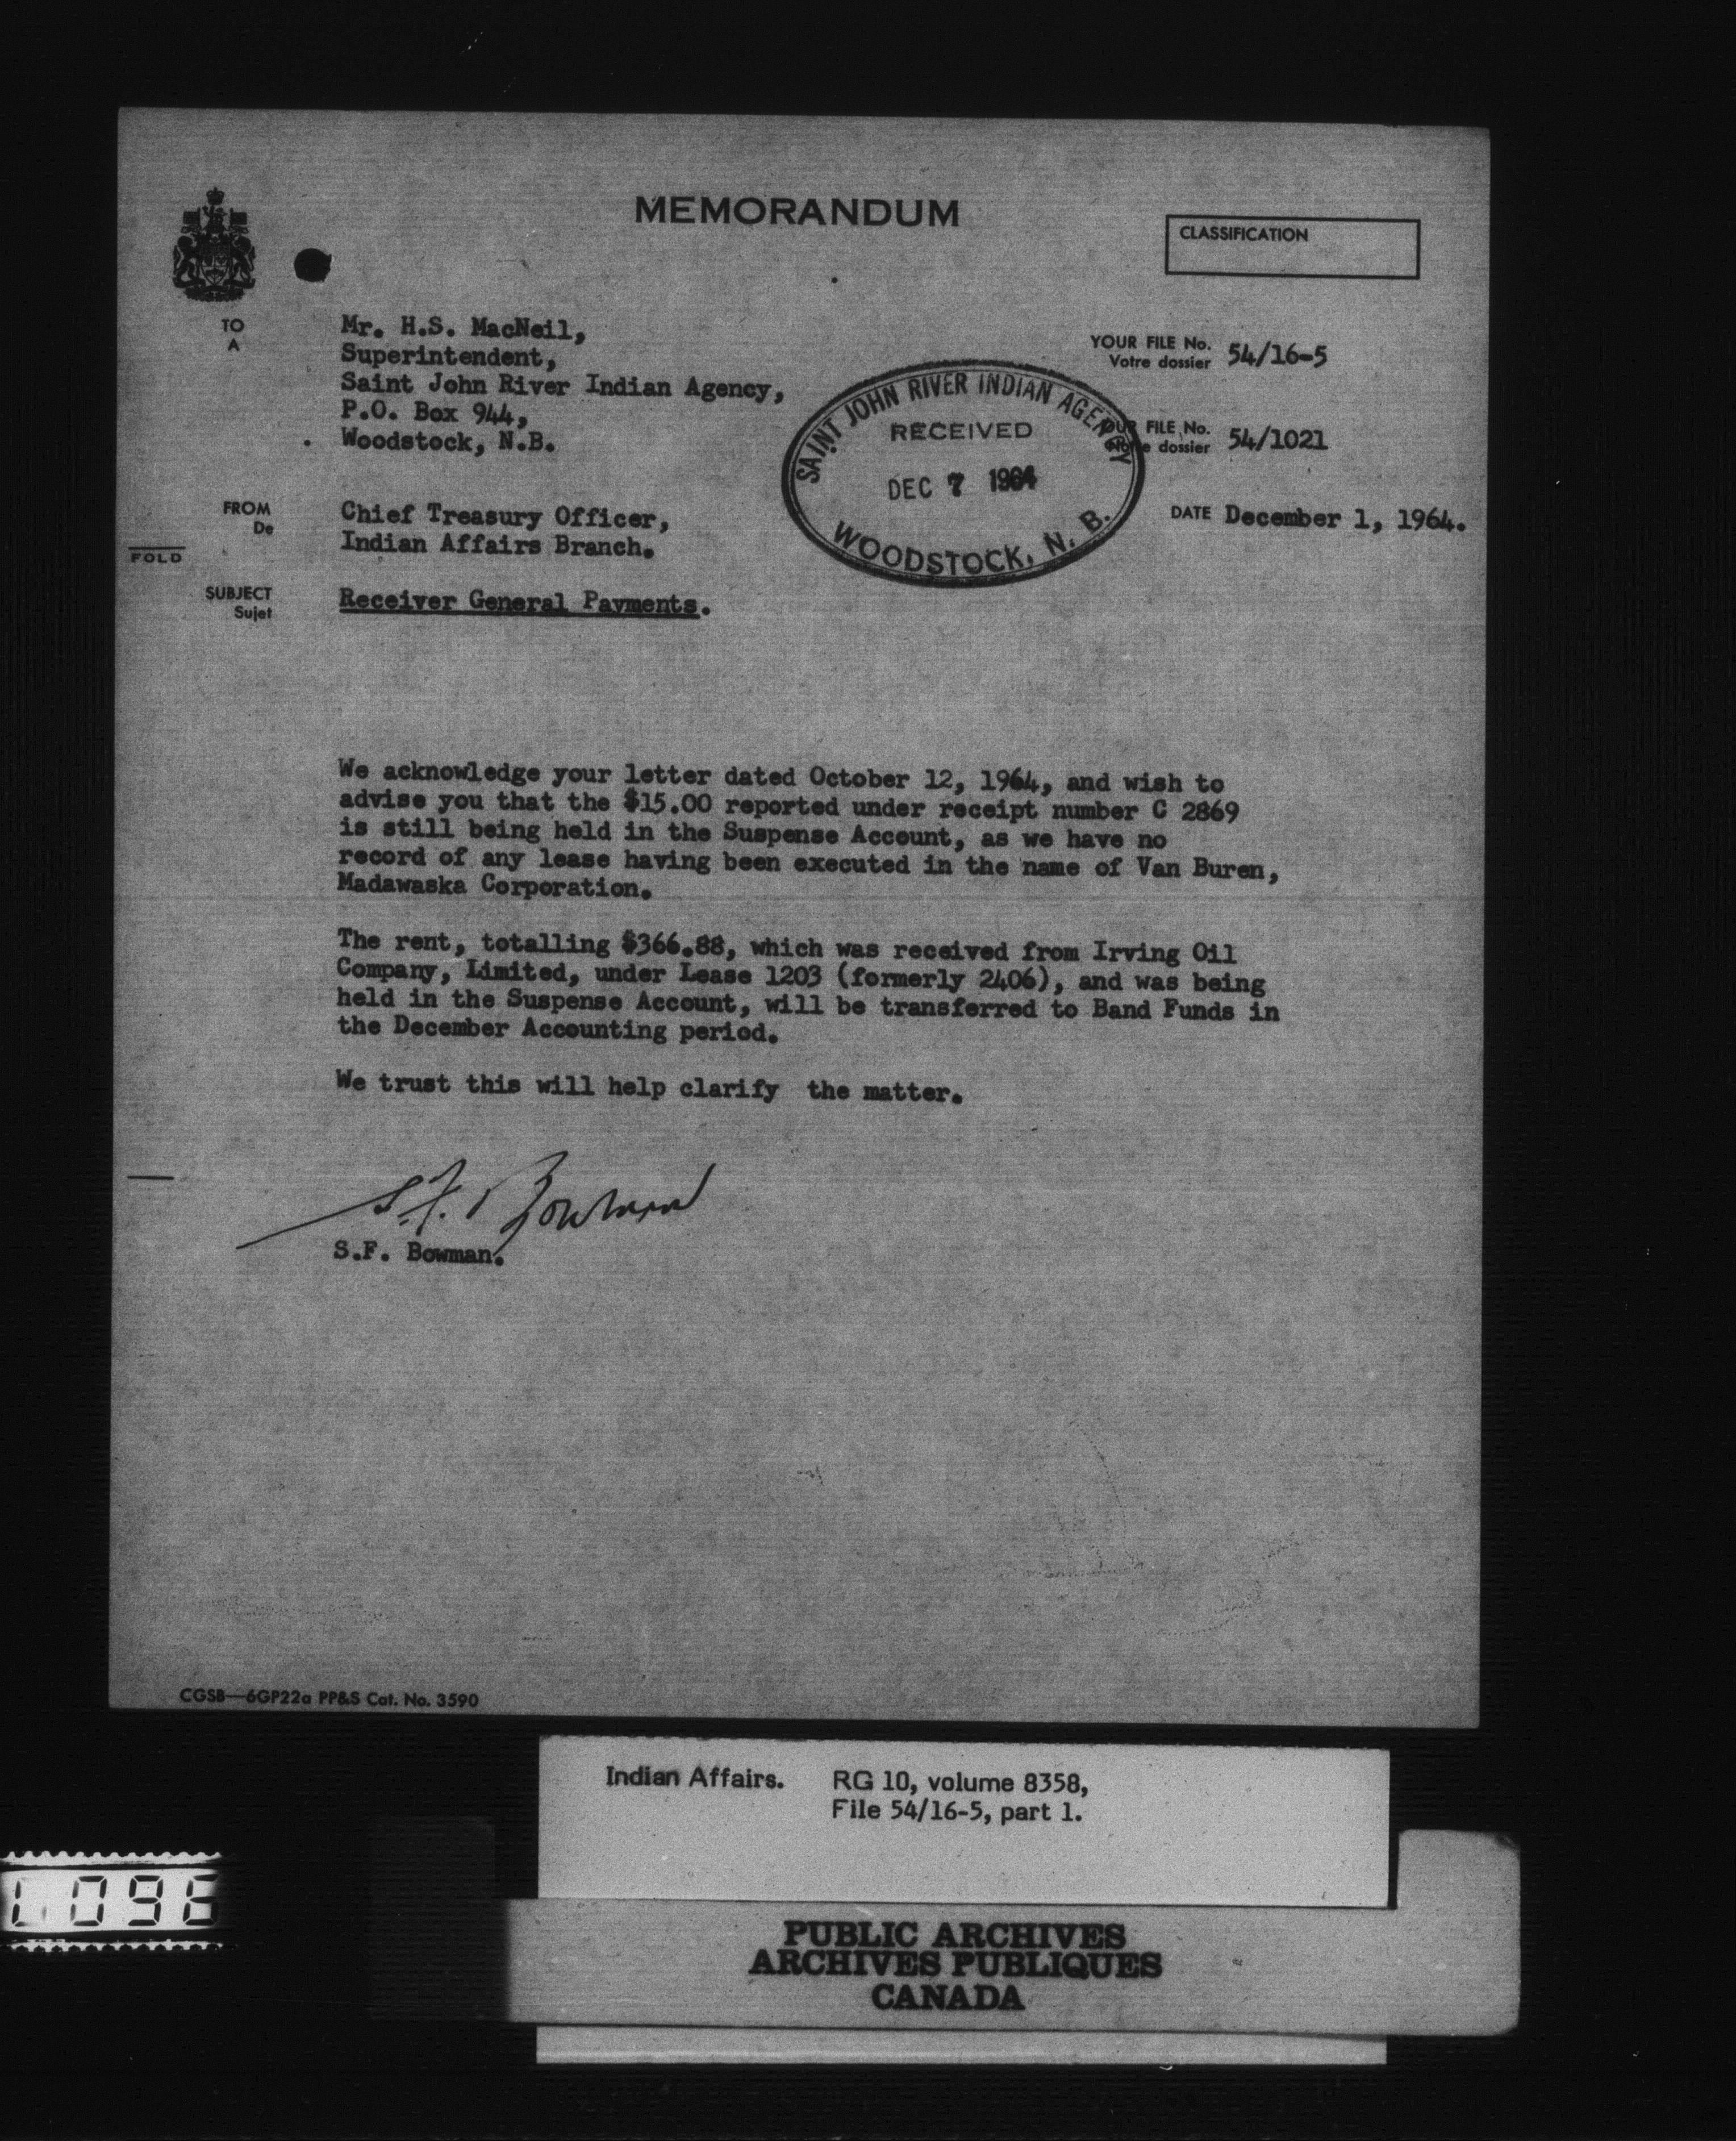 MEMORANDUM
CLASSIFICATION
TO
A
Mr. H.S. MacNeil,
Superintendent,
Saint John River Indian Agency,
P.O. Box 944,
Woodstock, N.B.
YOUR FILE No.
Votre dossier
54/16-5
OUR FILE No.
Notre dossier
54/1021
SAINT JOHN RIVER INDIAN AGENCY
RECEIVED
DEC 7 1964
WOODSTOCK, N. B.
DATE December 1, 1964.
FROM
De
Chief Treasury Officer,
Indian Affairs Branch.
FOLD
SUBJECT
Sujet
Receiver General Payments.
We acknowledge your letter dated October 12, 1964, and wish to
advise you that the $15.00 reported under receipt number C 2869
is still being held in the Suspense Account, as we have no
record of any lease having been executed in the name of Van Buren,
Madawaska Corporation.
The rent, totalling $366.88, which was received from Irving Oil
Company, Limited, under Lease 1203 (formerly 2406), and was being
held in the Suspense Account, will be transferred to Band Funds in
the December Accounting period.
We trust this will help clarify the matter.
S.F. Bowman
S.F. Bowman.
CGSB—6GP22a PP&S Cat. No. 3590
Indian Affairs. RG 10, volume 8358,
File 54/16-5, part 1.
1096
PUBLIC ARCHIVES
ARCHIVES PUBLIQUES
CANADA